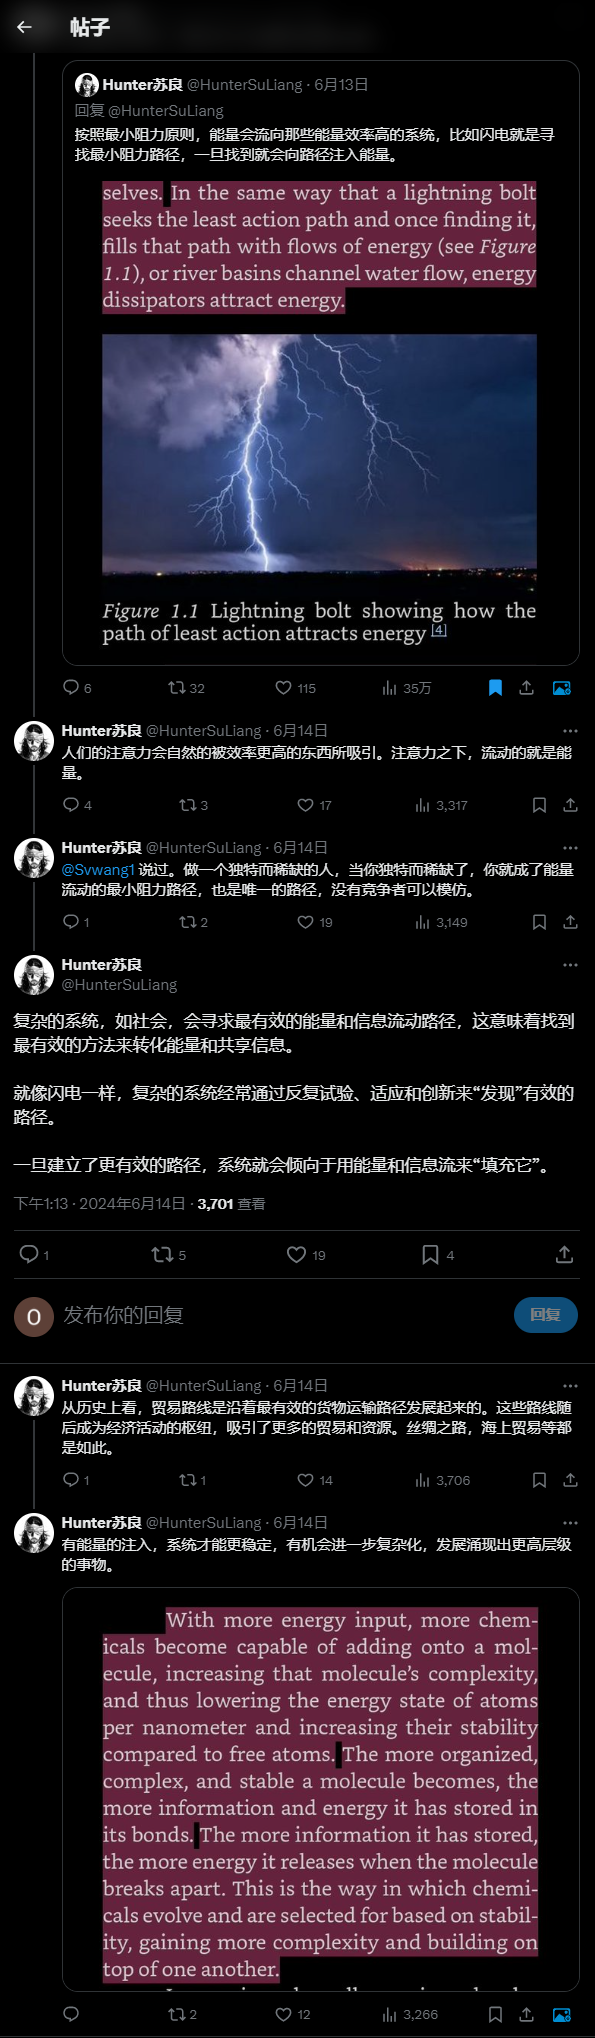 帖子
Hunter苏良 @HunterSuLiang · 6月13日
回复 @HunterSuLiang
按照最小阻力原则，能量会流向那些能量效率高的系统，比如闪电就是寻
找最小阻力路径，一旦找到就会向路径注入能量。
selves. In the same way that a lightning bolt
seeks the least action path and once finding it,
fills that path with flows of energy (see Figure
1.1), or river basins channel water flow, energy
dissipators attract energy.
Figure 1.1 Lightning bolt showing how the
path of least action attracts energy [4]
6 32 115 35万
Hunter苏良 @HunterSuLiang · 6月14日
人们的注意力会自然的被效率更高的东西所吸引。注意力之下，流动的就是能
量。
4 3 17 3,317
Hunter苏良 @HunterSuLiang · 6月14日
@Svwang1 说过。做一个独特而稀缺的人，当你独特而稀缺了，你就成了能量
流动的最小阻力路径，也是唯一的路径，没有竞争者可以模仿。
1 2 19 3,149
Hunter苏良
@HunterSuLiang
复杂的系统，如社会，会寻求最有效的能量和信息流动路径，这意味着找到
最有效的方法来转化能量和共享信息。
就像闪电一样，复杂的系统经常通过反复试验、适应和创新来“发现”有效的
路径。
一旦建立了更有效的路径，系统就会倾向于用能量和信息流来“填充它”。
下午1:13 · 2024年6月14日 · 3,701 查看
1 5 19 4
O 发布你的回复 回复
Hunter苏良 @HunterSuLiang · 6月14日
从历史上看，贸易路线是沿着最有效的货物运输路径发展起来的。这些路线随
后成为经济活动的枢纽，吸引了更多的贸易和资源。丝绸之路，海上贸易等都
是如此。
1 1 14 3,706
Hunter苏良 @HunterSuLiang · 6月14日
有能量的注入，系统才能更稳定，有机会进一步复杂化，发展涌现出更高层级
的事物。
With more energy input, more chem-
icals become capable of adding onto a mol-
ecule, increasing that molecule’s complexity,
and thus lowering the energy state of atoms
per nanometer and increasing their stability
compared to free atoms. The more organized,
complex, and stable a molecule becomes, the
more information and energy it has stored in
its bonds. The more information it has stored,
the more energy it releases when the molecule
breaks apart. This is the way in which chemi-
cals evolve and are selected for based on stabil-
ity, gaining more complexity and building on
top of one another.
2 12 3,266